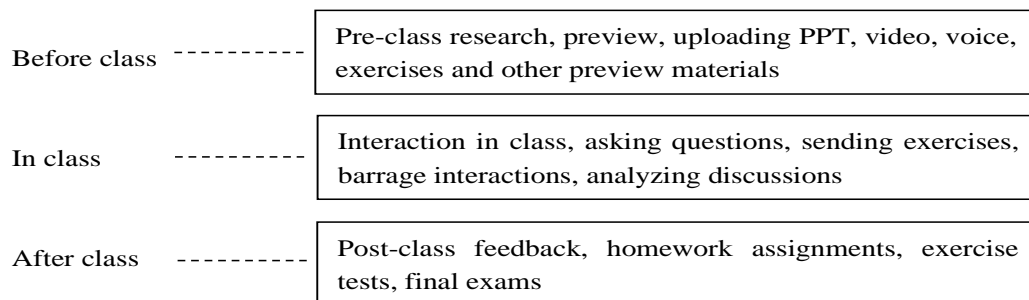 Before class
Pre-class research, preview, uploading PPT, video, voice,
exercises and other preview materials
In class
Interaction in class, asking questions, sending exercises,
barrage interactions, analyzing discussions
After class
Post-class feedback, homework assignments, exercise
tests, final exams